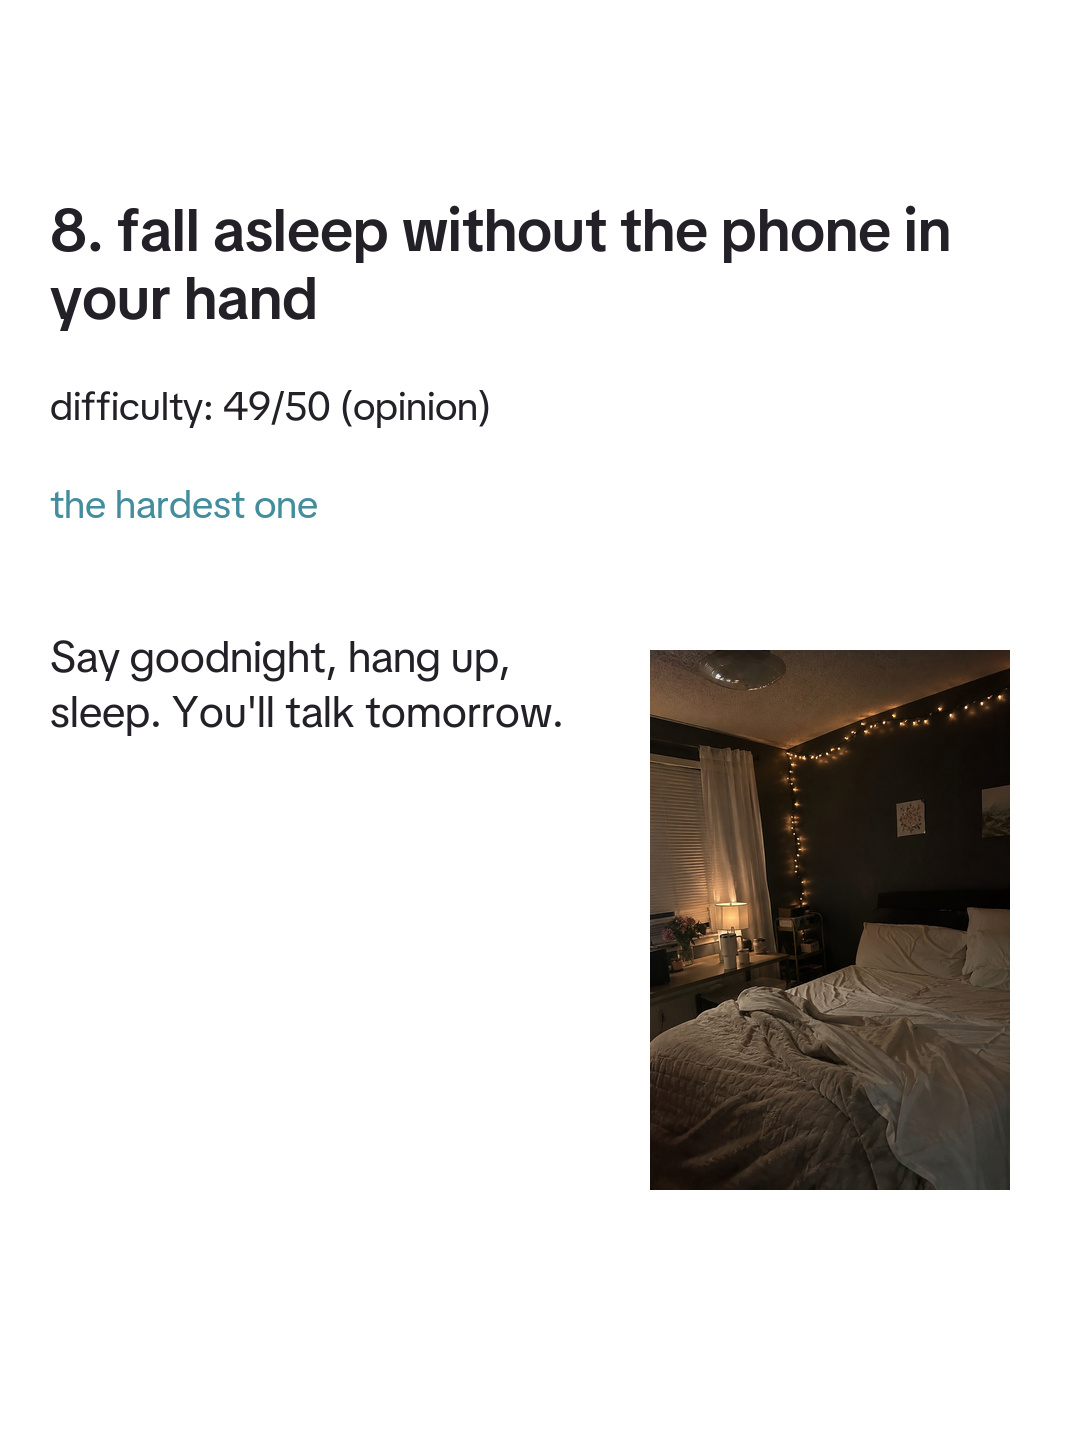 8. fall asleep without the phone in
your hand
difficulty: 49/50 (opinion)
the hardest one
Say goodnight, hang up,
sleep. You'll talk tomorrow.